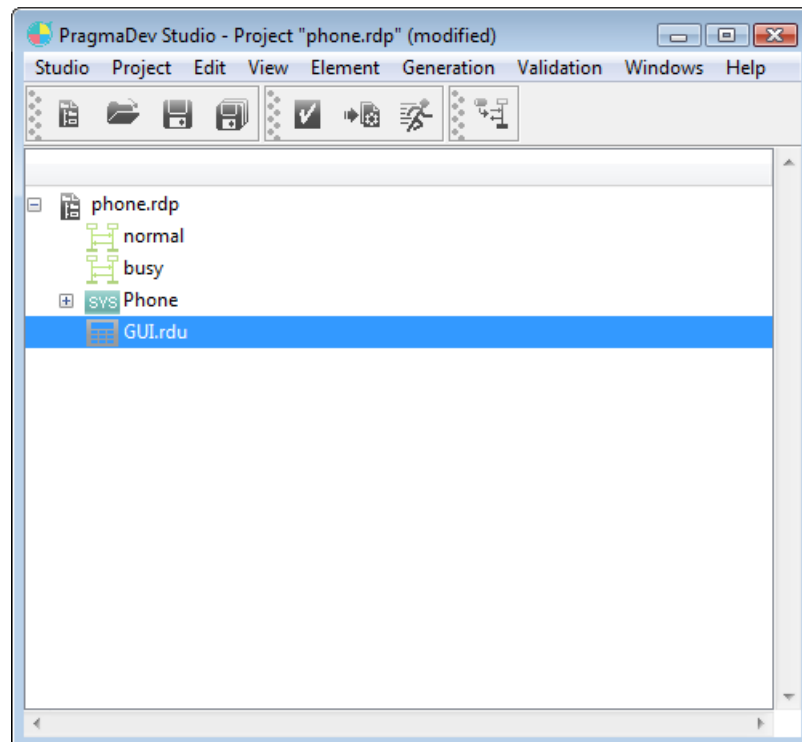 PragmaDev Studio - Project "phone.rdp" (modified)
Studio Project Edit View Element Generation Validation Windows Help
phone.rdp
normal
busy
SYS Phone
GUI.rdu